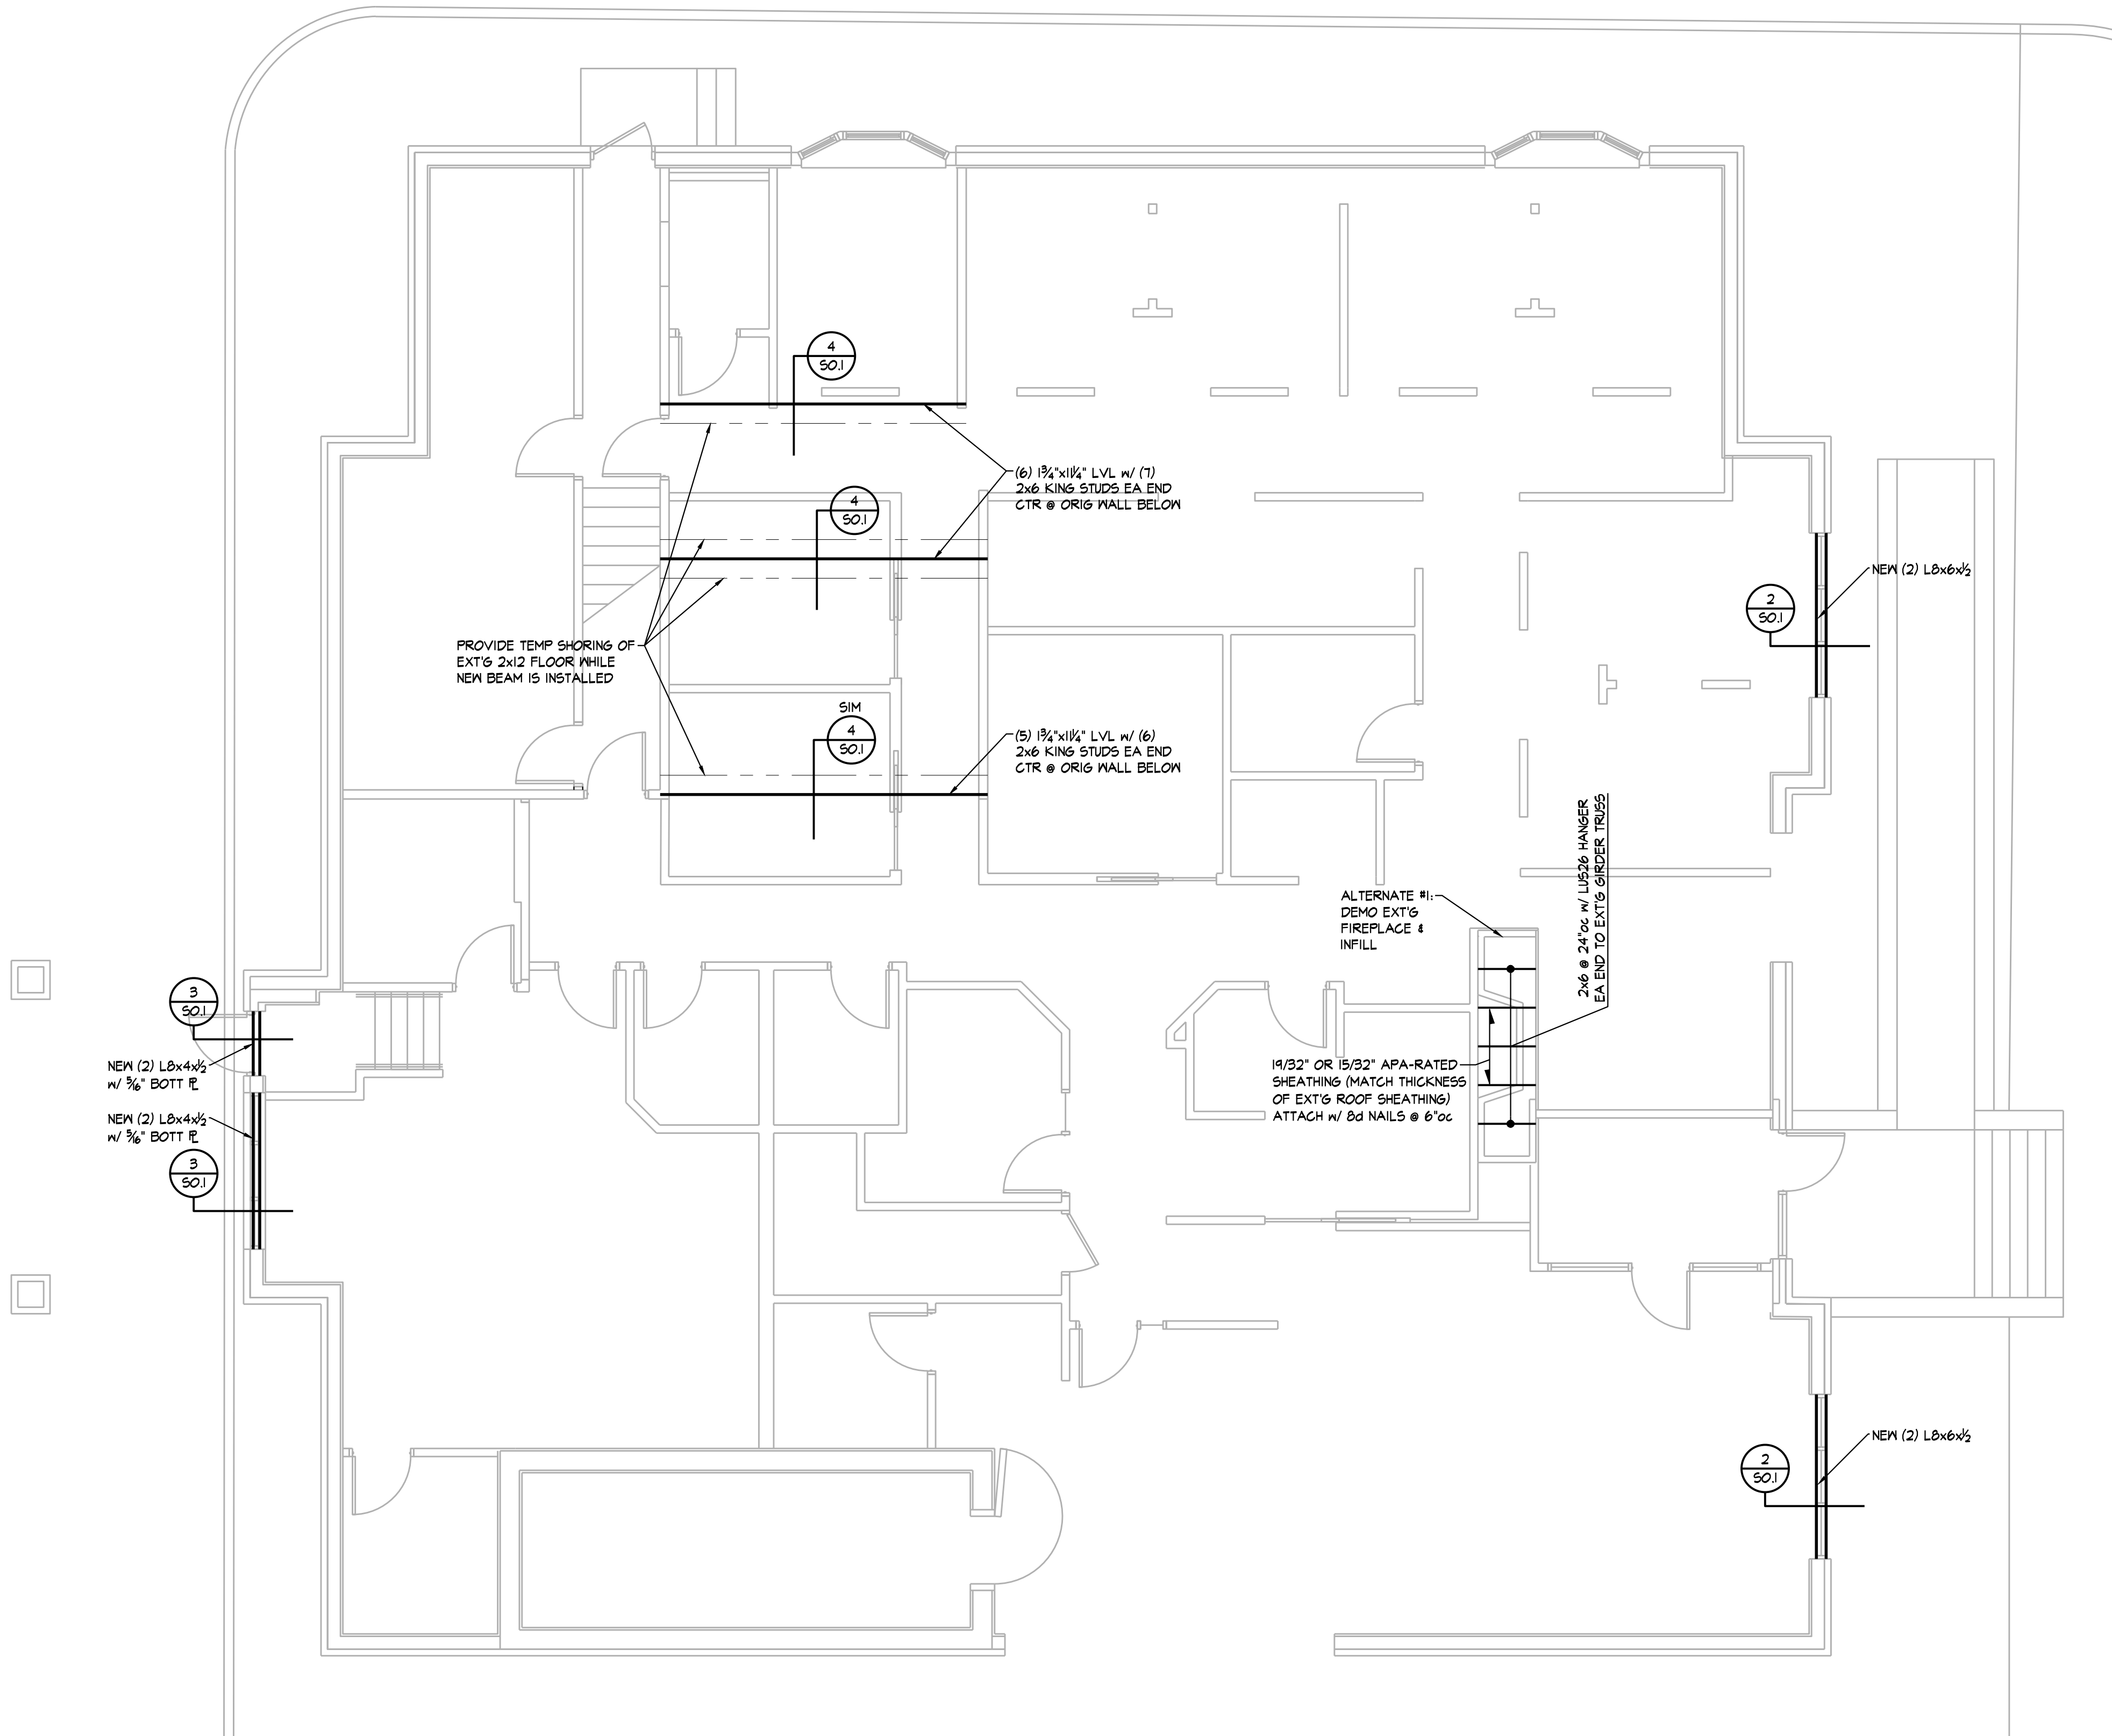 4
S0.1
(6) 1¾"x11¼" LVL w/ (7)
2x6 KING STUDS EA END
CTR @ ORIG WALL BELOW
4
S0.1
NEW (2) L8x6x½
2
S0.1
PROVIDE TEMP SHORING OF
EXT'G 2x12 FLOOR WHILE
NEW BEAM IS INSTALLED
SIM
4
S0.1
(5) 1¾"x11¼" LVL w/ (6)
2x6 KING STUDS EA END
CTR @ ORIG WALL BELOW
2x6 @ 24"oc w/ LUS26 HANGER
EA END TO EXT'G GIRDER TRUSS
ALTERNATE #1:
DEMO EXT'G
FIREPLACE &
INFILL
3
S0.1
NEW (2) L8x4x½
w/ 5/16" BOTT PL
NEW (2) L8x4x½
w/ 5/16" BOTT PL
3
S0.1
19/32" OR 15/32" APA-RATED
SHEATHING (MATCH THICKNESS
OF EXT'G ROOF SHEATHING)
ATTACH w/ 8d NAILS @ 6"oc
NEW (2) L8x6x½
2
S0.1